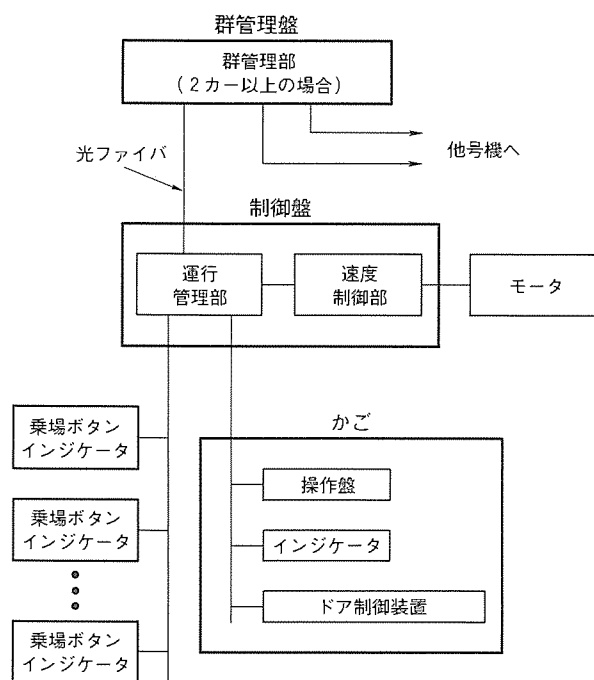 群管理盤
群管理部
(2カー以上の場合)
光ファイバ
他号機へ
制御盤
運行
管理部
速度
制御部
モータ
乗場ボタン
インジケータ
かご
操作盤
乗場ボタン
インジケータ
インジケータ
ドア制御装置
乗場ボタン
インジケータ